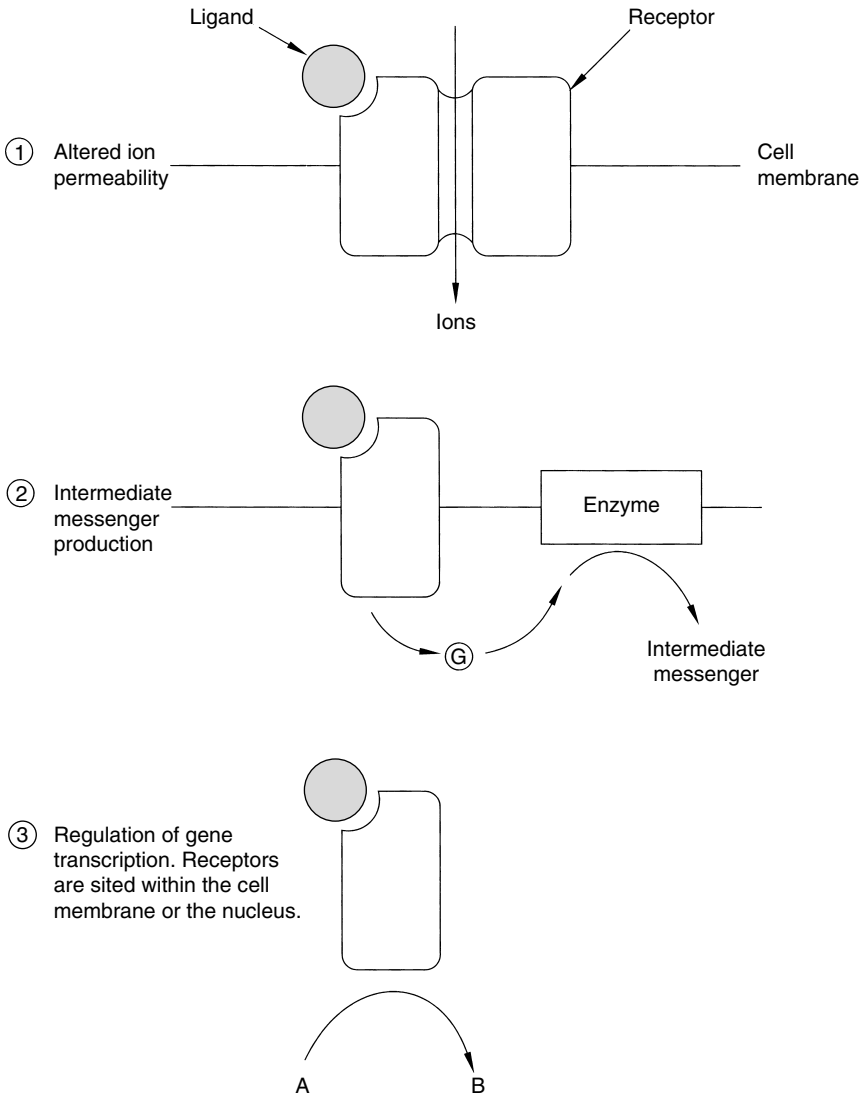 Ligand
Receptor
1 Altered ion
permeability
Cell
membrane
Ions
2 Intermediate
messenger
production
Enzyme
G
Intermediate
messenger
3 Regulation of gene
transcription. Receptors
are sited within the cell
membrane or the nucleus.
A
B